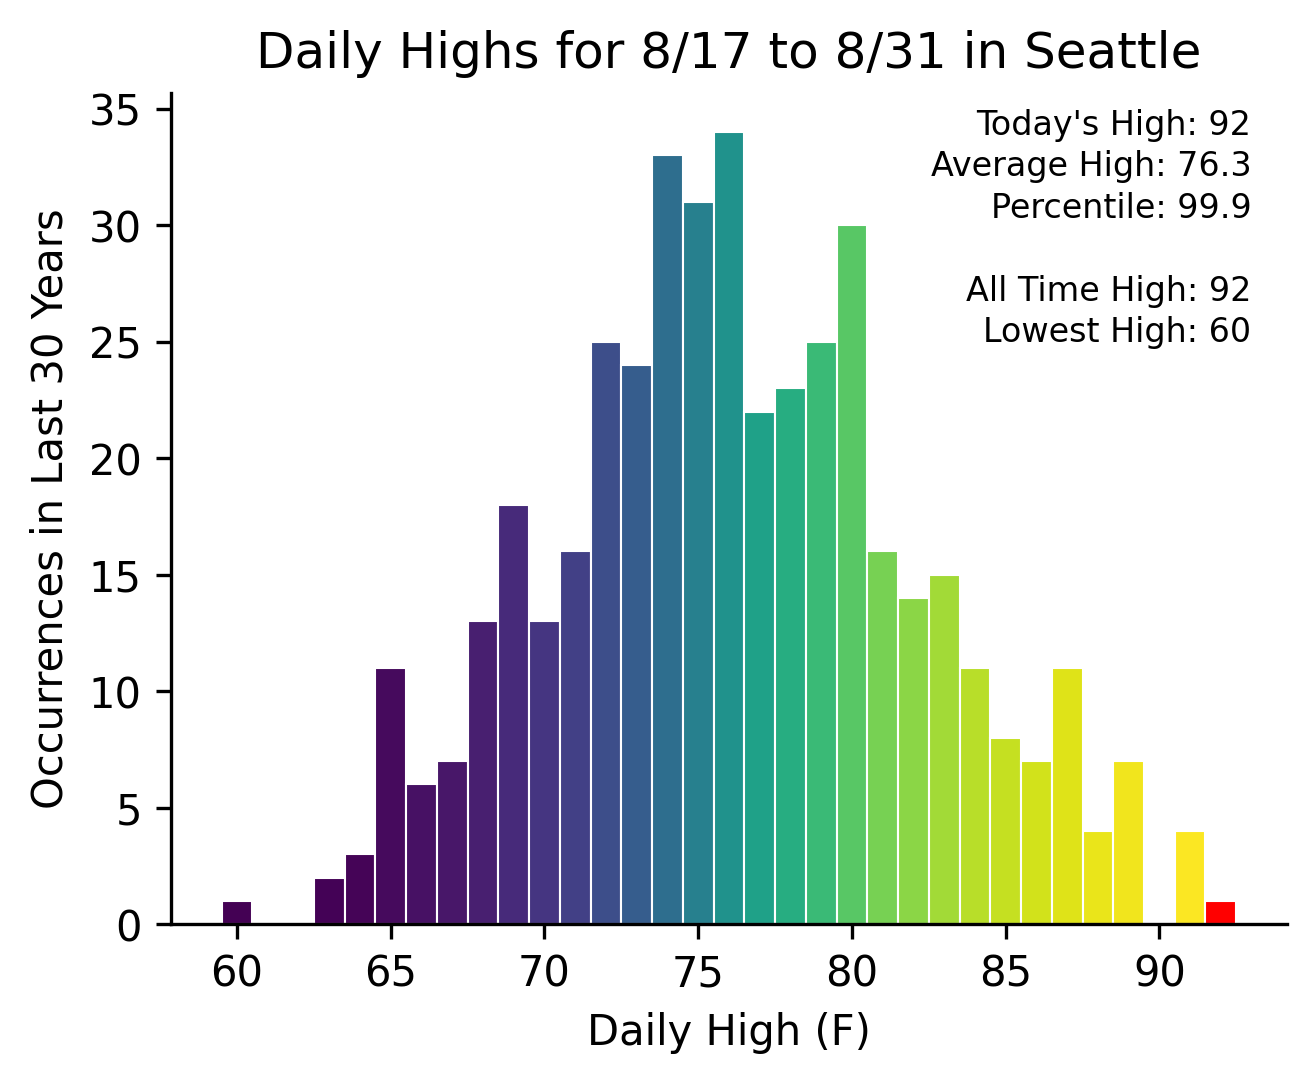 Daily Highs for 8/17 to 8/31 in Seattle
Today's High: 92
Average High: 76.3
Percentile: 99.9
All Time High: 92
Lowest High: 60
Occurrences in Last 30 Years
35
30
25
20
15
10
5
0
60 65 70 75 80 85 90
Daily High (F)